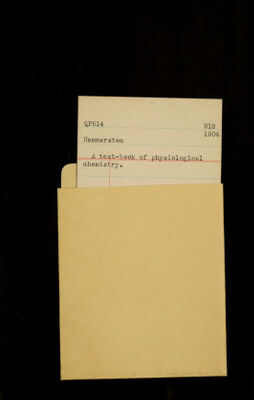 QP514 H18
1904
Hammarsten
A text-book of physiological
chemistry.